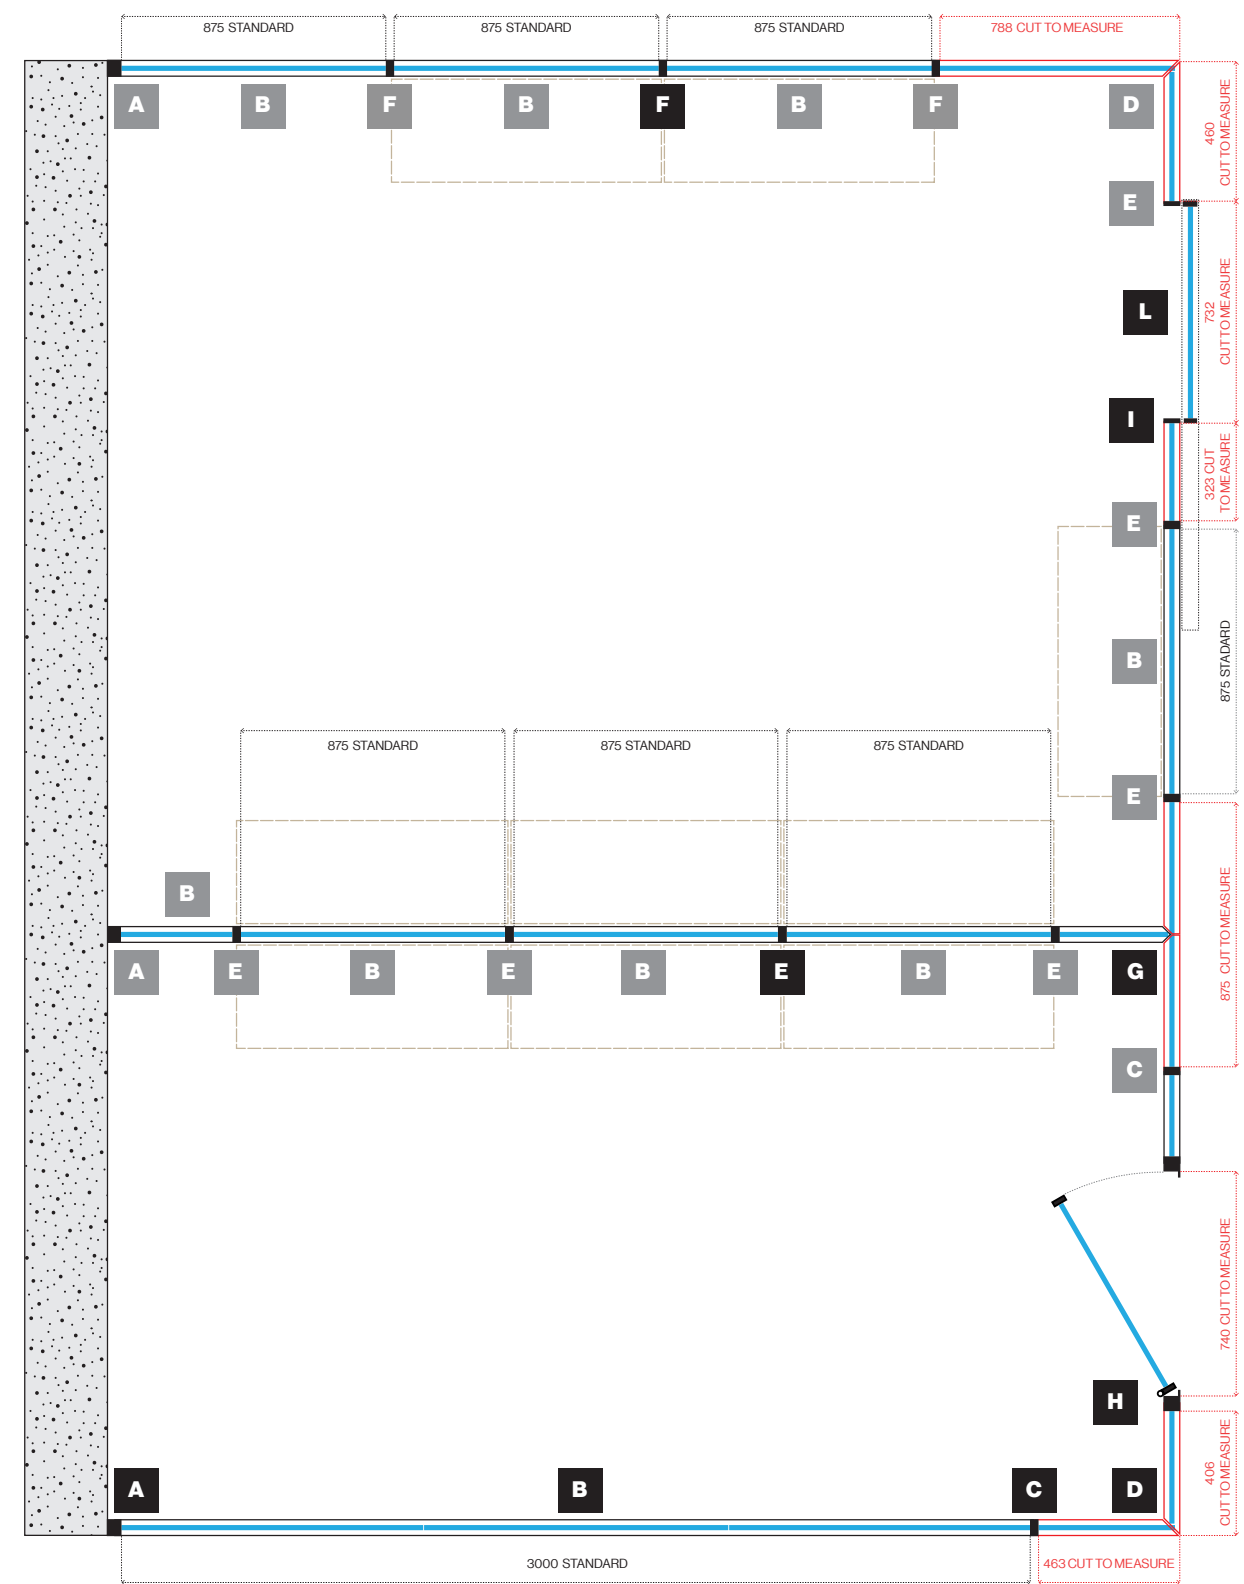 875 STANDARD
875 STANDARD
875 STANDARD
788 CUT TO MEASURE
A
B
F
B
F
B
F
D
460
CUT TO MEASURE
E
L
732
CUT TO MEASURE
I
323 CUT
TO MEASURE
E
B
875 STADARD
E
875 STANDARD
875 STANDARD
875 STANDARD
B
A
E
B
E
B
E
B
E
G
875 CUT TO MEASURE
C
740 CUT TO MEASURE
H
406
CUT TO MEASURE
A
B
C
D
3000 STANDARD
463 CUT TO MEASURE